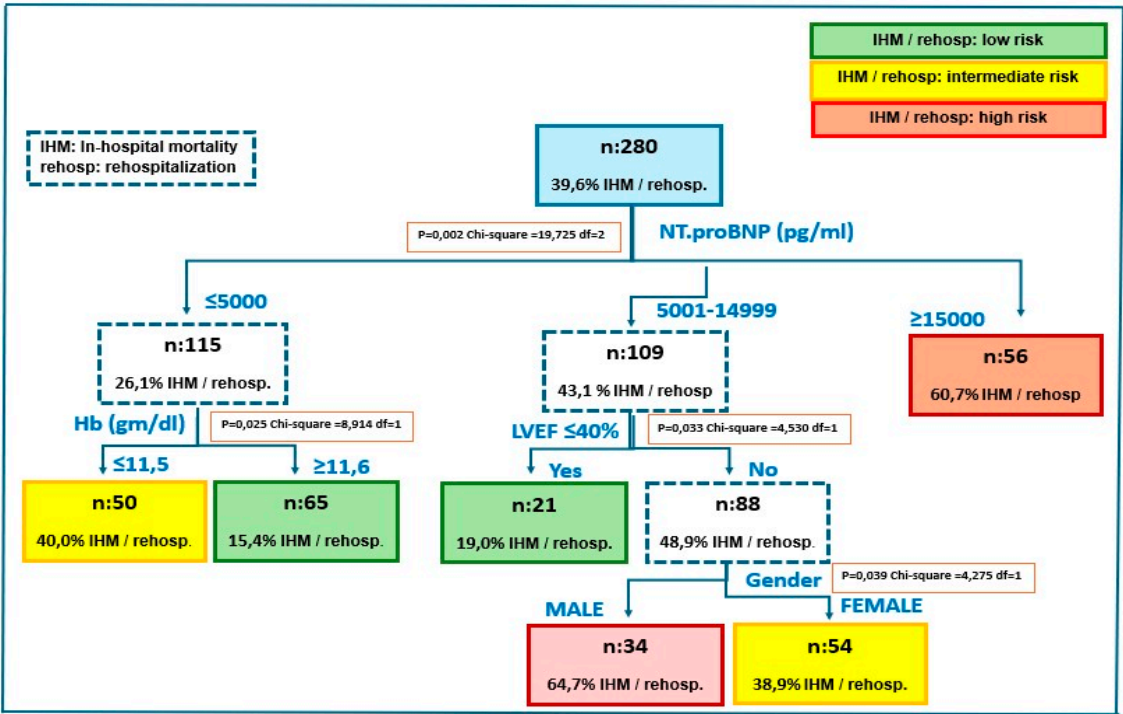 IHM / rehosp: low risk
IHM / rehosp: intermediate risk
IHM / rehosp: high risk
IHM: In-hospital mortality
rehosp: rehospitalization
n:280
39,6% IHM / rehosp.
P=0,002 Chi-square =19,725 df=2
NT.proBNP (pg/ml)
≤5000
5001-14999
≥15000
n:115
26,1% IHM / rehosp.
n:109
43,1 % IHM / rehosp
n:56
60,7% IHM / rehosp
Hb (gm/dl)
P=0,025 Chi-square =8,914 df=1
LVEF ≤40%
P=0,033 Chi-square =4,530 df=1
≤11,5
≥11,6
Yes
No
n:50
40,0% IHM / rehosp.
n:65
15,4% IHM / rehosp.
n:21
19,0% IHM / rehosp.
n:88
48,9% IHM / rehosp.
Gender
P=0,039 Chi-square =4,275 df=1
MALE
FEMALE
n:34
64,7% IHM / rehosp.
n:54
38,9% IHM / rehosp.